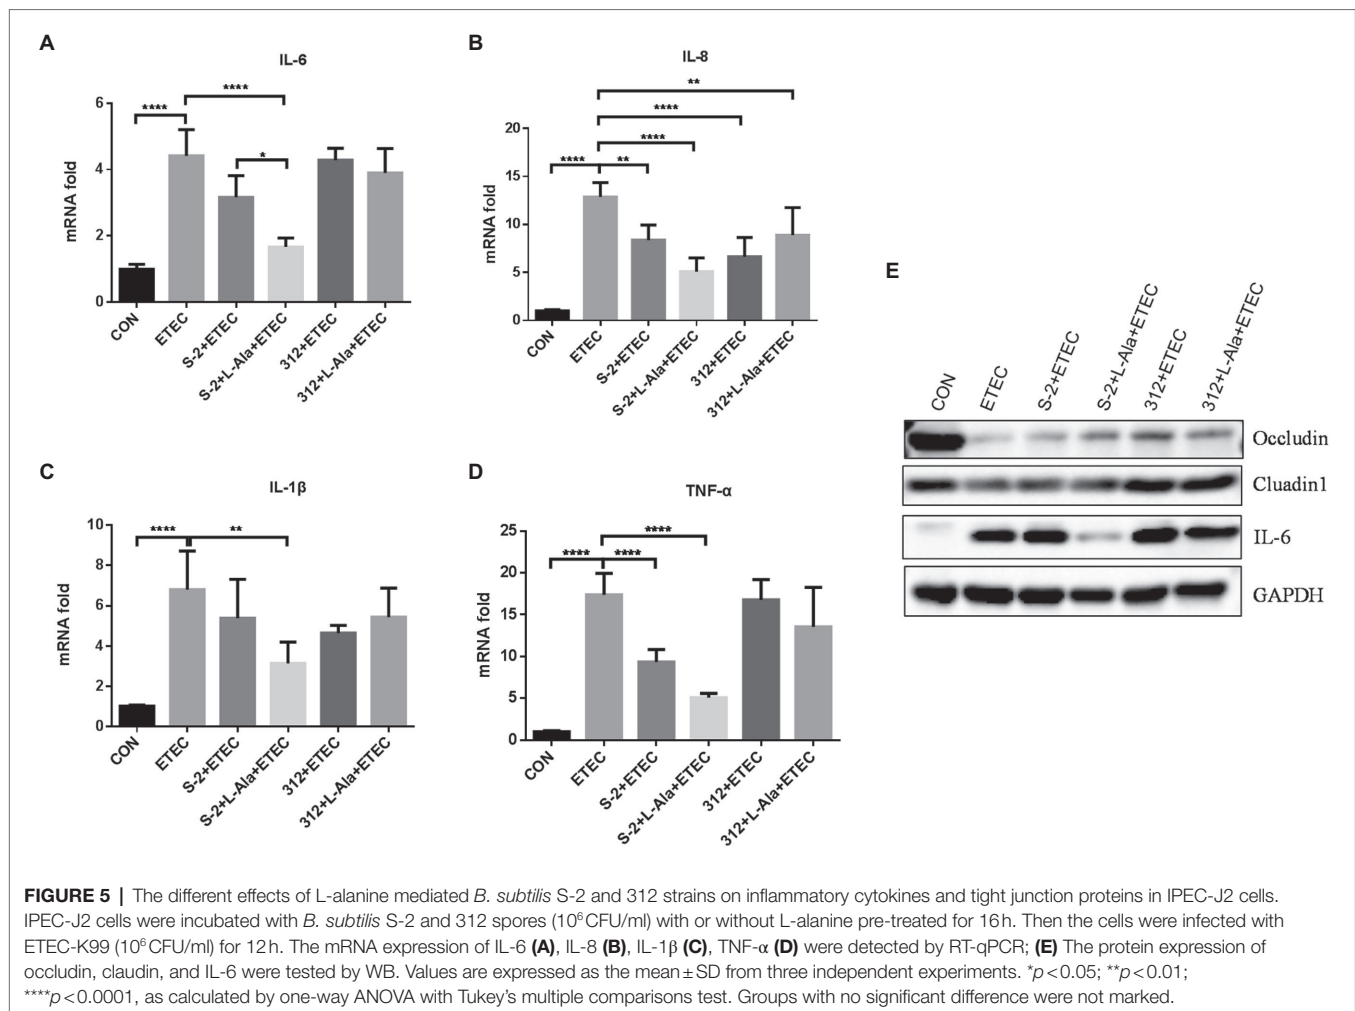 A
IL-6
mRNA fold
6
4
2
0
****
****
*
CON
ETEC
S-2+ETEC
S-2+L-Ala+ETEC
312+ETEC
312+L-Ala+ETEC
B
IL-8
mRNA fold
20
15
10
5
0
**
****
****
****
**
CON
ETEC
S-2+ETEC
S-2+L-Ala+ETEC
312+ETEC
312+L-Ala+ETEC
C
IL-1β
mRNA fold
10
8
6
4
2
0
****
**
CON
ETEC
S-2+ETEC
S-2+L-Ala+ETEC
312+ETEC
312+L-Ala+ETEC
D
TNF-α
mRNA fold
25
20
15
10
5
0
****
****
****
CON
ETEC
S-2+ETEC
S-2+L-Ala+ETEC
312+ETEC
312+L-Ala+ETEC
E
CON
ETEC
S-2+ETEC
S-2+L-Ala+ETEC
312+ETEC
312+L-Ala+ETEC
Occludin
Cluadin1
IL-6
GAPDH
FIGURE 5 | The different effects of L-alanine mediated B. subtilis S-2 and 312 strains on inflammatory cytokines and tight junction proteins in IPEC-J2 cells.
IPEC-J2 cells were incubated with B. subtilis S-2 and 312 spores (10⁶ CFU/ml) with or without L-alanine pre-treated for 16 h. Then the cells were infected with
ETEC-K99 (10⁶ CFU/ml) for 12 h. The mRNA expression of IL-6 (A), IL-8 (B), IL-1β (C), TNF-α (D) were detected by RT-qPCR; (E) The protein expression of
occludin, claudin, and IL-6 were tested by WB. Values are expressed as the mean ± SD from three independent experiments. *p < 0.05; **p < 0.01;
****p < 0.0001, as calculated by one-way ANOVA with Tukey's multiple comparisons test. Groups with no significant difference were not marked.